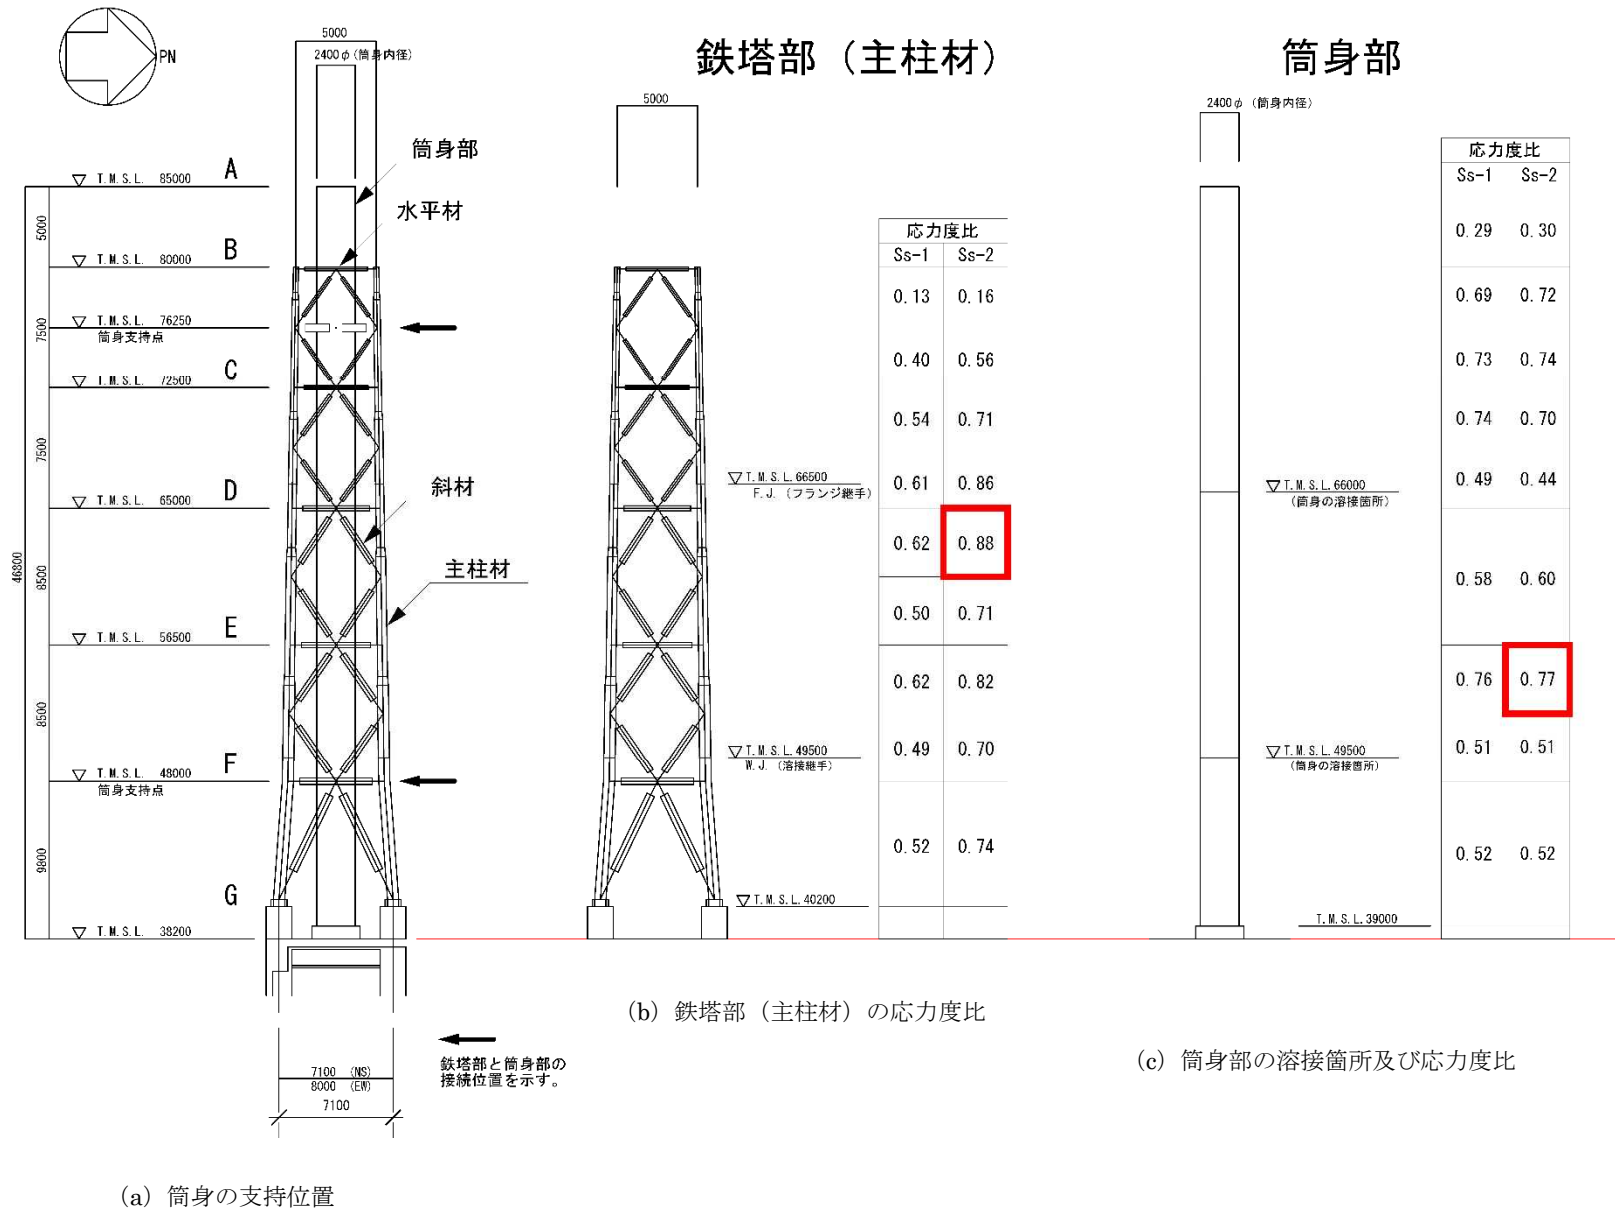 PN
5000
2400φ(筒身内径)
筒身部
水平材
斜材
主柱材
A
T.M.S.L. 85000
5000
B
T.M.S.L. 80000
7500
T.M.S.L. 76250
筒身支持点
C
T.M.S.L. 72500
7500
D
T.M.S.L. 65000
8500
E
T.M.S.L. 56500
8500
F
T.M.S.L. 48000
筒身支持点
9800
G
T.M.S.L. 38200
46800
7100 (NS)
8000 (EW)
7100
鉄塔部と筒身部の
接続位置を示す。
(a) 筒身の支持位置
鉄塔部(主柱材)
5000
T.M.S.L. 66500
F.J.(フランジ継手)
T.M.S.L. 49500
W.J.(溶接継手)
T.M.S.L. 40200
応力度比
Ss-1 Ss-2
0.13 0.16
0.40 0.56
0.54 0.71
0.61 0.86
0.62 0.88
0.50 0.71
0.62 0.82
0.49 0.70
0.52 0.74
(b) 鉄塔部(主柱材)の応力度比
筒身部
2400φ(筒身内径)
T.M.S.L. 66000
(筒身の溶接箇所)
T.M.S.L. 49500
(筒身の溶接箇所)
T.M.S.L. 39000
応力度比
Ss-1 Ss-2
0.29 0.30
0.69 0.72
0.73 0.74
0.74 0.70
0.49 0.44
0.58 0.60
0.76 0.77
0.51 0.51
0.52 0.52
(c) 筒身部の溶接箇所及び応力度比